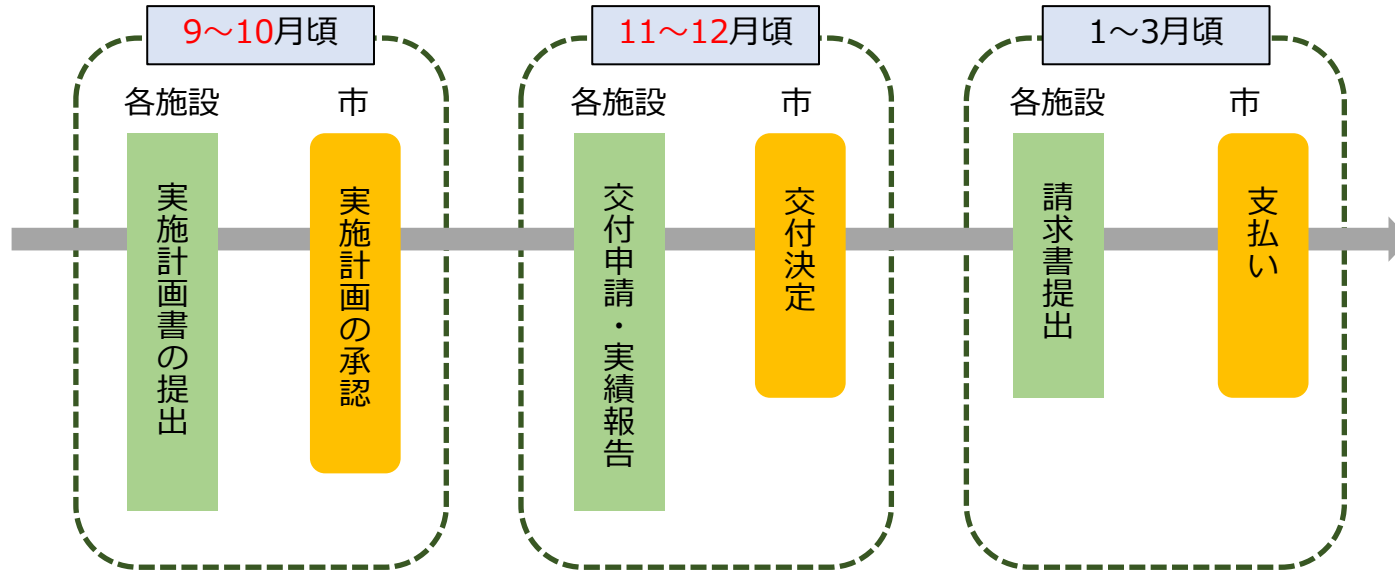 9～10月頃
各施設
市
実施計画書の提出
実施計画の承認
11～12月頃
各施設
市
交付申請・実績報告
交付決定
1～3月頃
各施設
市
請求書提出
支払い